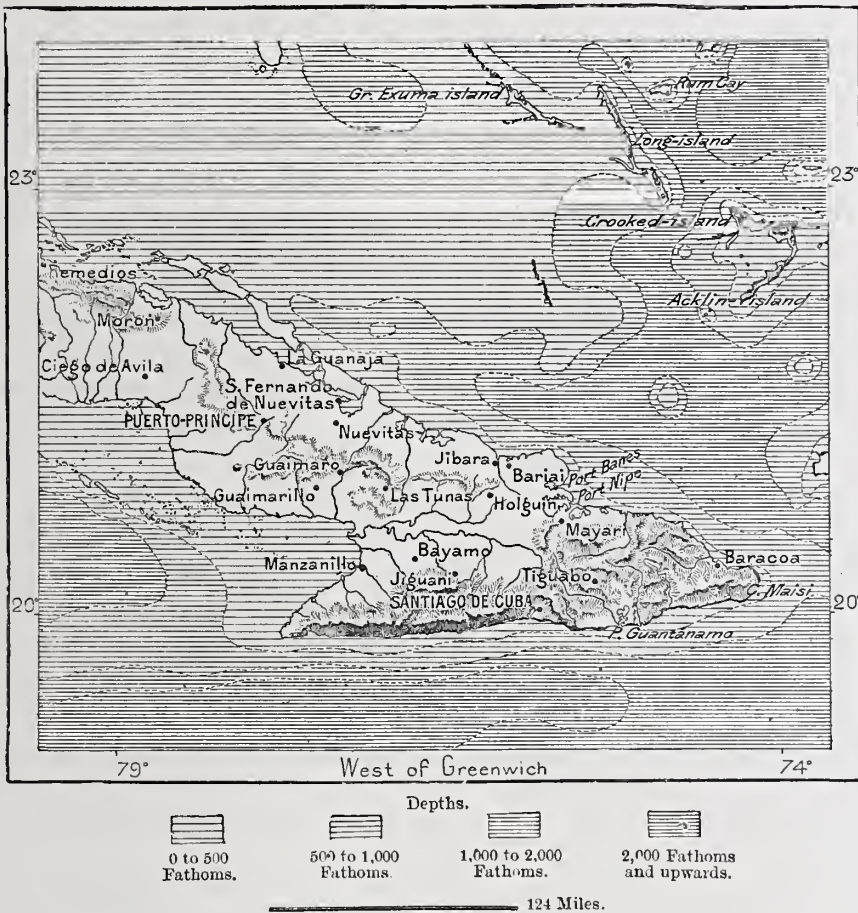 Rum Cay
Gr. Exuma island
Long-island
23°
23°
Crooked-island
Remedios
Acklin-island
Moron
Ciego de Avila
La Guanaja
S. Fernando
de Nuevitas
PUERTO-PRINCIPE
Nuevitas
Jibara
Bariai
Port Banes
Port Nipe
Guaimaro
Guaimarillo
Las Tunas
Holguin
Mayari
Bayamo
Baracoa
Manzanillo
Jiguani
Tiguabo
C. Maisi
20°
20°
SANTIAGO DE CUBA
P. Guantanamo
79°
West of Greenwich
74°
Depths.
0 to 500
Fathoms.
500 to 1,000
Fathoms.
1,000 to 2,000
Fathoms.
2,000 Fathoms
and upwards.
124 Miles.